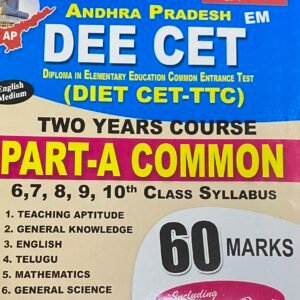 ANDHRA PRADESH EM
AP
DEE CET
DIPLOMA IN ELEMENTARY EDUCATION COMMON ENTRANCE TEST
English
Medium
(DIET CET-TTC)
TWO YEARS COURSE
PART-A COMMON
6,7, 8, 9, 10th CLASS SYLLABUS
1. TEACHING APTITUDE
2. GENERAL KNOWLEDGE
3. ENGLISH
4. TELUGU
5. MATHEMATICS
6. GENERAL SCIENCE
60 MARKS
Including